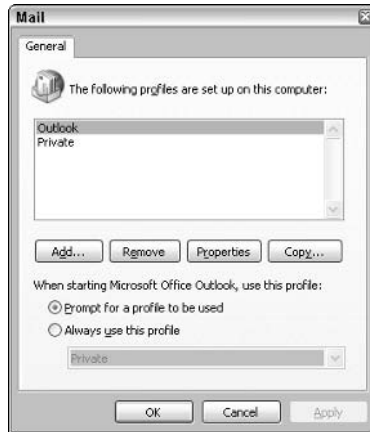 Mail
General
The following profiles are set up on this computer:
Outlook
Private
Add... Remove Properties Copy...
When starting Microsoft Office Outlook, use this profile:
Prompt for a profile to be used
Always use this profile
Private
OK Cancel Apply